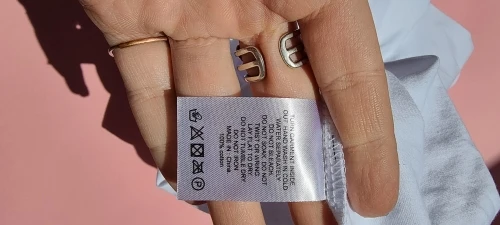 TURN GARMENT INSIDE
OUT HAND WASH IN COLD
WATER SEPARATELY
DO NOT BLEACH.
DO NOT SOAK. DO NOT
TWIST OR WRING
LAY FLAT TO DRY
DO NOT TUMBLE DRY
DO NOT IRON
MADE IN China
100% cotton
P